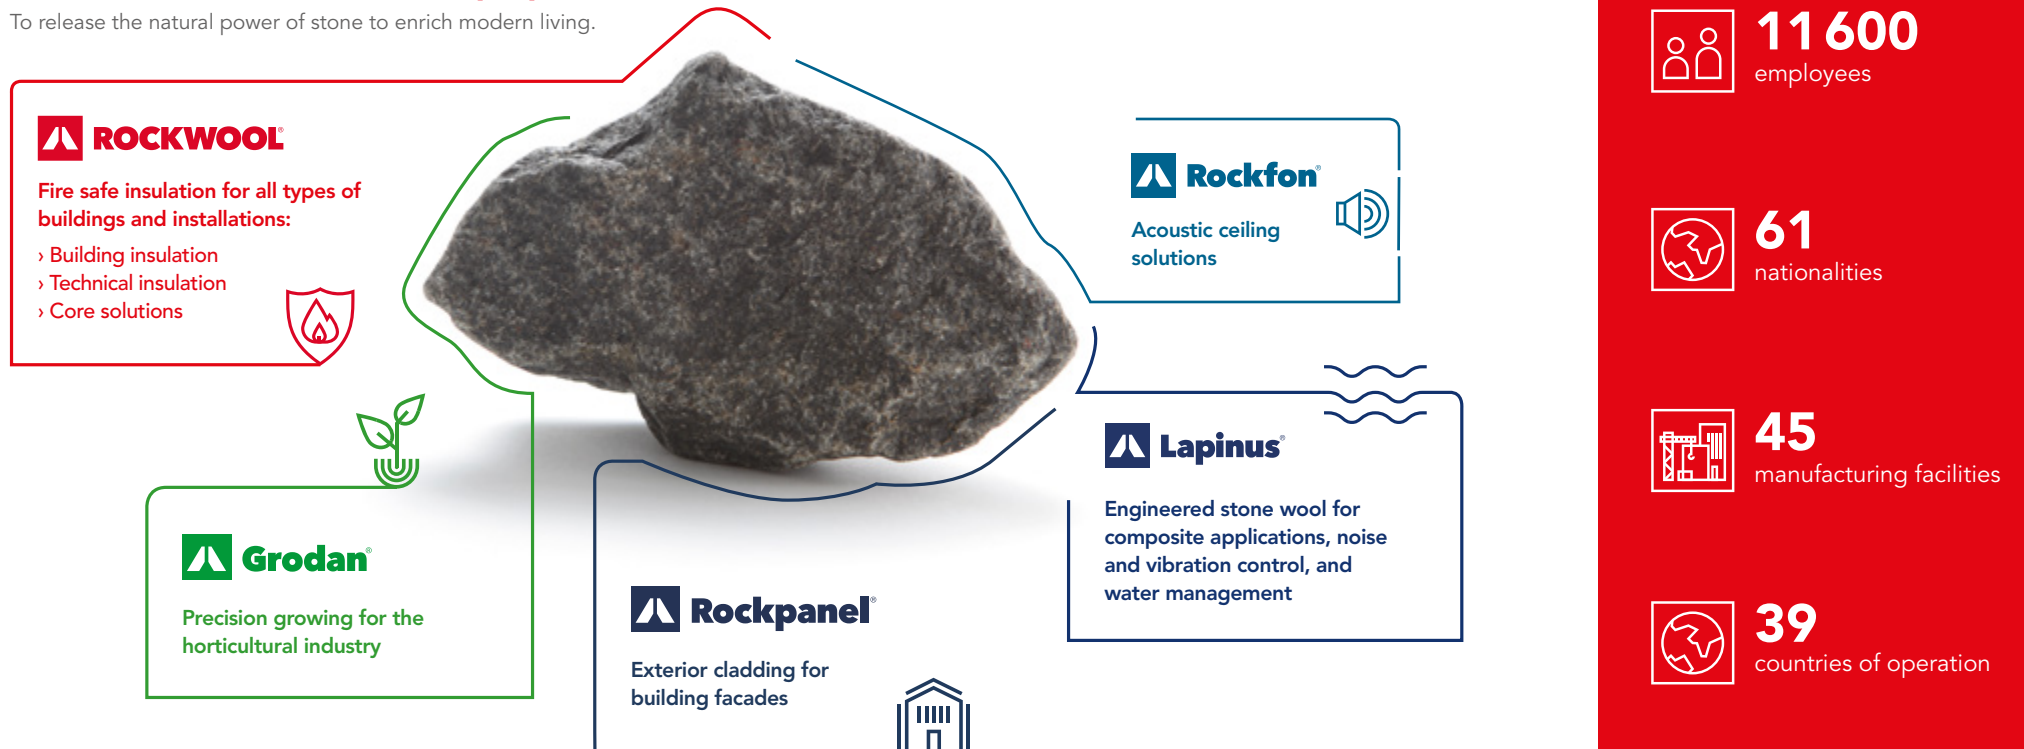 To release the natural power of stone to enrich modern living.
ROCKWOOL®
Fire safe insulation for all types of
buildings and installations:
› Building insulation
› Technical insulation
› Core solutions
Rockfon®
Acoustic ceiling
solutions
Lapinus®
Engineered stone wool for
composite applications, noise
and vibration control, and
water management
Grodan®
Precision growing for the
horticultural industry
Rockpanel®
Exterior cladding for
building facades
11 600
employees
61
nationalities
45
manufacturing facilities
39
countries of operation